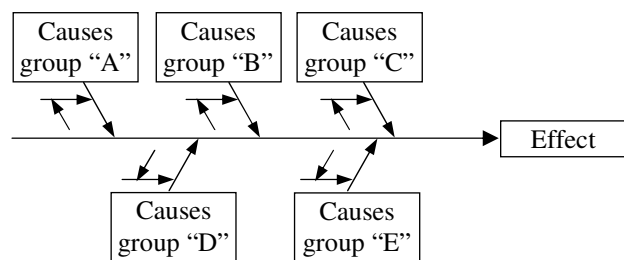 Causes
group “A”
Causes
group “B”
Causes
group “C”
Effect
Causes
group “D”
Causes
group “E”